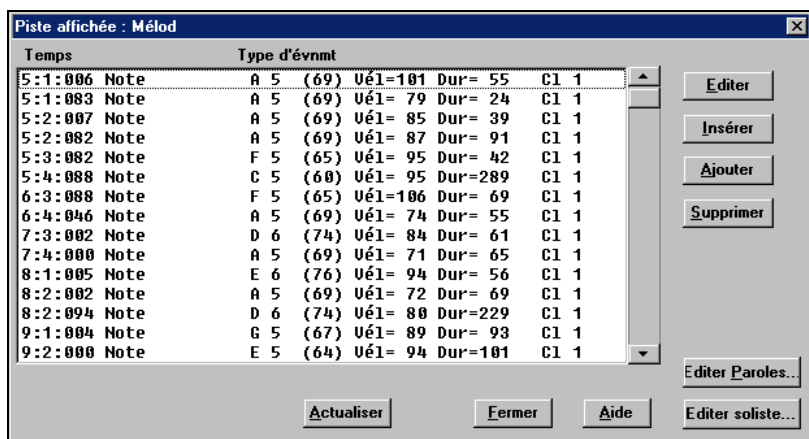 Piste affichée : Mélod
Temps Type d'évnmt
5:1:006 Note A 5 (69) Vél=101 Dur= 55 Cl 1
5:1:083 Note A 5 (69) Vél= 79 Dur= 24 Cl 1
5:2:007 Note A 5 (69) Vél= 85 Dur= 39 Cl 1
5:2:082 Note A 5 (69) Vél= 87 Dur= 91 Cl 1
5:3:082 Note F 5 (65) Vél= 95 Dur= 42 Cl 1
5:4:088 Note C 5 (60) Vél= 95 Dur=289 Cl 1
6:3:088 Note F 5 (65) Vél=106 Dur= 69 Cl 1
6:4:046 Note A 5 (69) Vél= 74 Dur= 55 Cl 1
7:3:002 Note D 6 (74) Vél= 84 Dur= 61 Cl 1
7:4:000 Note A 5 (69) Vél= 71 Dur= 65 Cl 1
8:1:005 Note E 6 (76) Vél= 94 Dur= 56 Cl 1
8:2:002 Note A 5 (69) Vél= 72 Dur= 69 Cl 1
8:2:094 Note D 6 (74) Vél= 80 Dur=229 Cl 1
9:1:004 Note G 5 (67) Vél= 89 Dur= 93 Cl 1
9:2:000 Note E 5 (64) Vél= 94 Dur=101 Cl 1
Editer
Insérer
Ajouter
Supprimer
Editer Paroles...
Actualiser Fermer Aide Editer soliste...